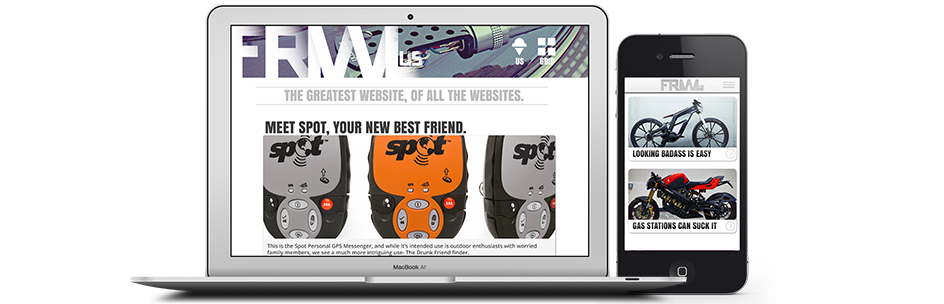 FRWL
US
US
GRID
THE GREATEST WEBSITE, OF ALL THE WEBSITES.
MEET SPOT, YOUR NEW BEST FRIEND.
spot
spot
spot
This is the Spot Personal GPS Messenger, and while it's intended use is outdoor enthusiasts with worried
family members, we see a much more intriguing use: The Drunk Friend finder.
MacBook Air
FRWL
LOOKING BADASS IS EASY
GAS STATIONS CAN SUCK IT